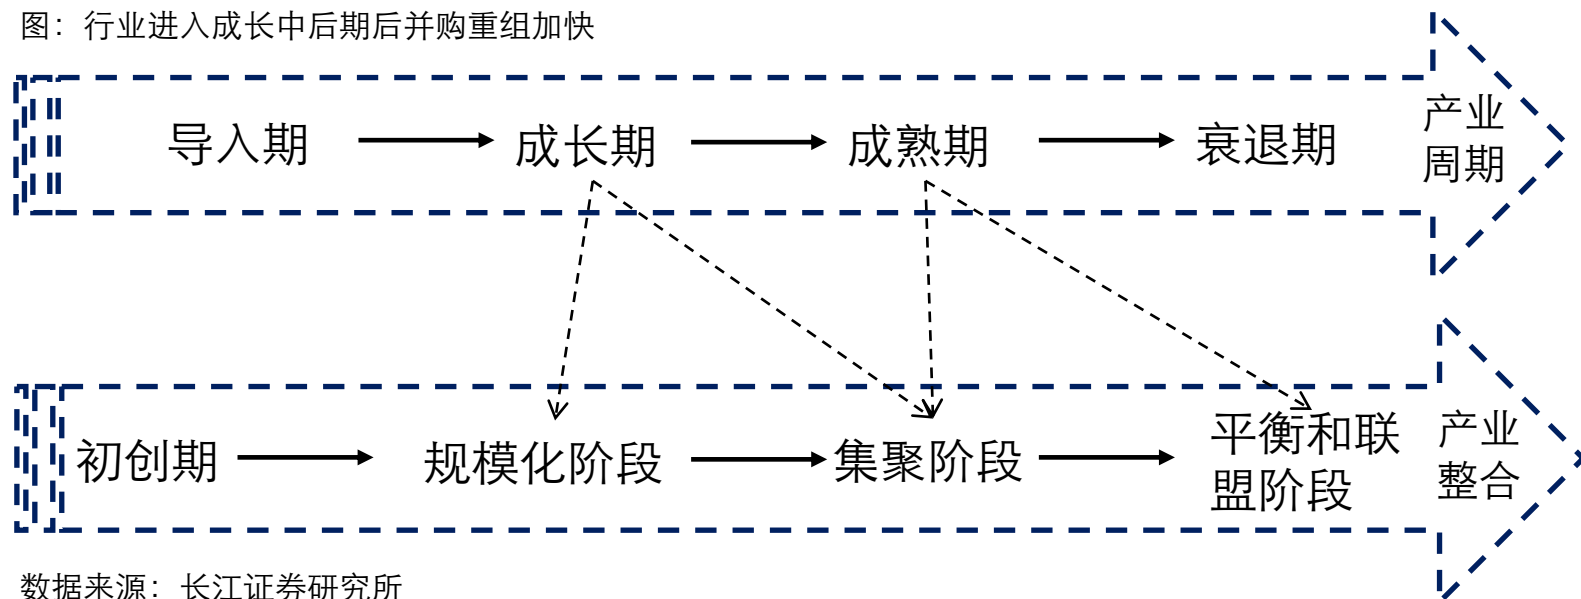 图：行业进入成长中后期后并购重组加快
导入期
成长期
成熟期
衰退期
产业
周期
初创期
规模化阶段
集聚阶段
平衡和联
盟阶段
产业
整合
数据来源：长江证券研究所